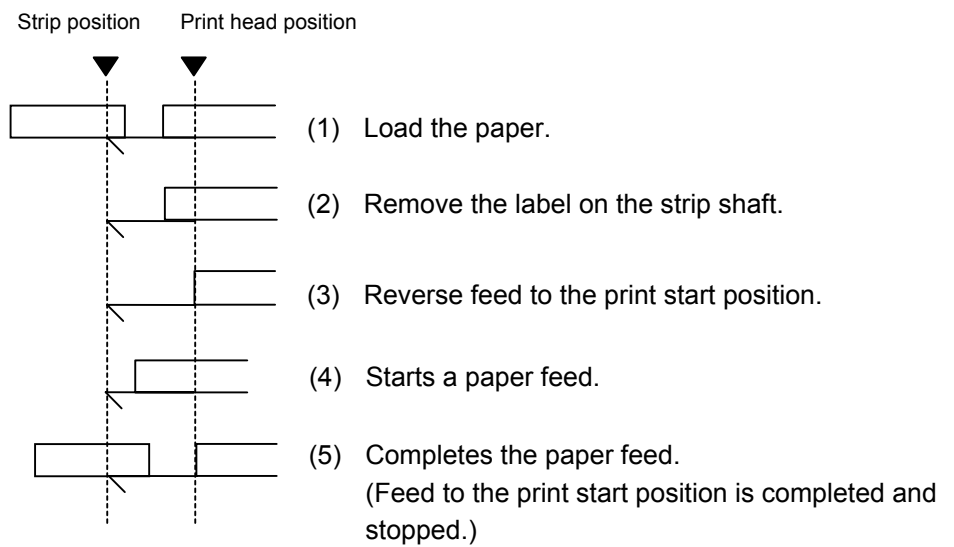 Strip position Print head position
(1) Load the paper.
(2) Remove the label on the strip shaft.
(3) Reverse feed to the print start position.
(4) Starts a paper feed.
(5) Completes the paper feed.
(Feed to the print start position is completed and
stopped.)